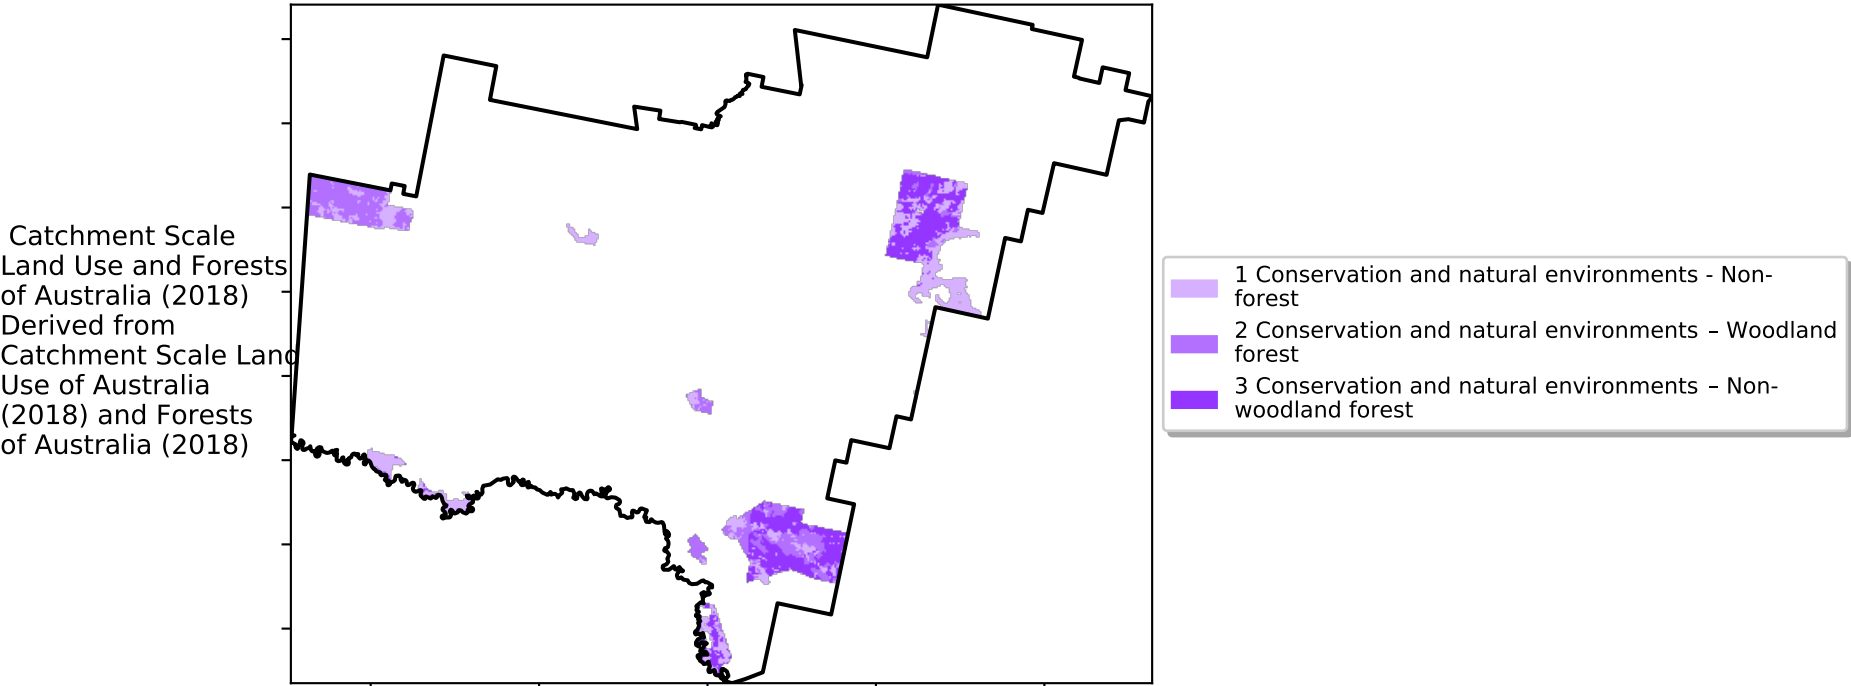 Catchment Scale
Land Use and Forests
of Australia (2018)
Derived from
Catchment Scale Land
Use of Australia
(2018) and Forests
of Australia (2018)
1 Conservation and natural environments - Non-
forest
2 Conservation and natural environments – Woodland
forest
3 Conservation and natural environments – Non-
woodland forest